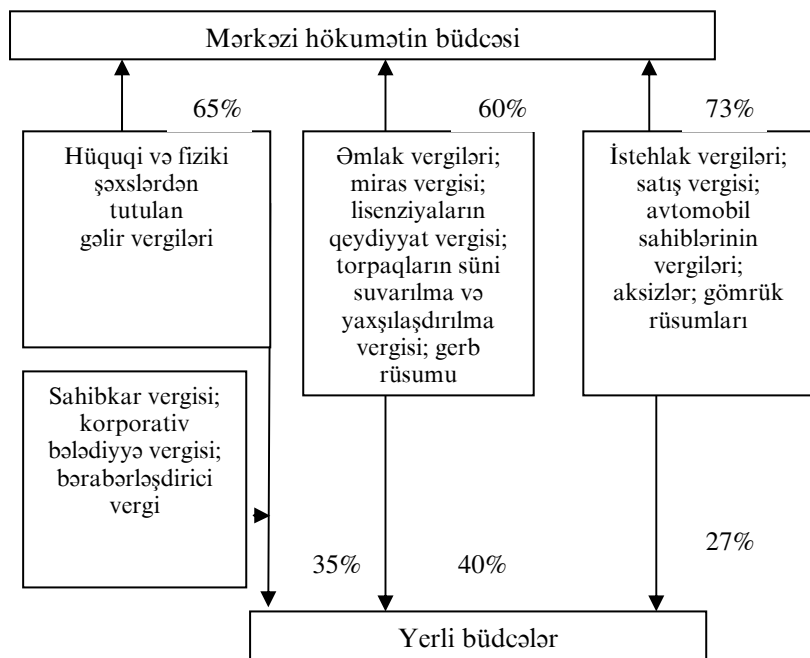 Mərkəzi hökumətin büdcəsi
65%
60%
73%
Hüquqi və fiziki
şəxslərdən
tutulan
gəlir vergiləri
Əmlak vergiləri;
miras vergisi;
lisenziyaların
qeydiyyat vergisi;
torpaqların süni
suvarılma və
yaxşılaşdırılma
vergisi; gerb
rüsumu
İstehlak vergiləri;
satış vergisi;
avtomobil
sahiblərinin
vergiləri;
aksizlər; gömrük
rüsumları
Sahibkar vergisi;
korporativ
bələdiyyə vergisi;
bərabərləşdirici
vergi
35%
40%
27%
Yerli büdcələr